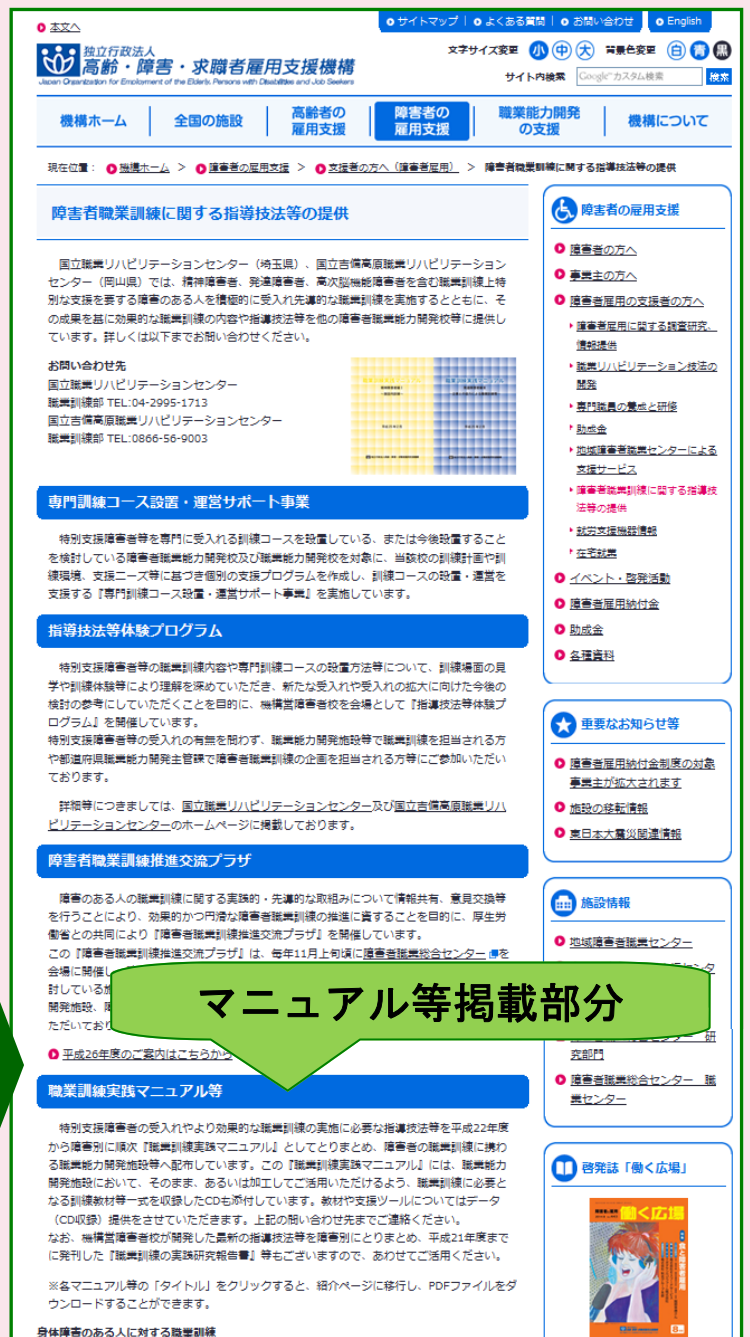 本文へ
サイトマップ | よくある質問 | お問い合わせ
English
独立行政法人
高齢・障害・求職者雇用支援機構
Japan Organization for Employment of the Elderly, Persons with Disabilities and Job Seekers
文字サイズ変更 小 中 大 背景色変更 白 青 黒
サイト内検索 Google カスタム検索 検索
機構ホーム
全国の施設
高齢者の
雇用支援
障害者の
雇用支援
職業能力開発
の支援
機構について
現在位置： 機構ホーム > 障害者の雇用支援 > 支援者の方へ（障害者雇用） > 障害者職業訓練に関する指導技法等の提供
障害者職業訓練に関する指導技法等の提供
国立職業リハビリテーションセンター（埼玉県）、国立吉備高原職業リハビリテーション
センター（岡山県）では、精神障害者、発達障害者、高次脳機能障害者を含む職業訓練上特
別な支援を要する障害のある人を積極的に受入れ先導的な職業訓練を実施するとともに、そ
の成果を基に効果的な職業訓練の内容や指導技法等を他の障害者職業能力開発校等に提供し
ています。詳しくは以下までお問い合わせください。
お問い合わせ先
国立職業リハビリテーションセンター
職業訓練部 TEL:04-2995-1713
国立吉備高原職業リハビリテーションセンター
職業訓練部 TEL:0866-56-9003
専門訓練コース設置・運営サポート事業
特別支援障害者等を専門に受入れる訓練コースを設置している、または今後設置すること
を検討している障害者職業能力開発校及び職業能力開発校を対象に、当該校の訓練計画や訓
練環境、支援ニーズ等に基づき個別の支援プログラムを作成し、訓練コースの設置・運営を
支援する『専門訓練コース設置・運営サポート事業』を実施しています。
指導技法等体験プログラム
特別支援障害者等の職業訓練内容や専門訓練コースの設置方法等について、訓練場面の見
学や訓練体験等により理解を深めていただき、新たな受入れや受入れの拡大に向けた今後の
検討の参考にしていただくことを目的に、機構営障害者校を会場として『指導技法等体験プ
ログラム』を開催しています。
特別支援障害者等の受入れの有無を問わず、職業能力開発施設等で職業訓練を担当される方
や都道府県職業能力開発主管課で障害者職業訓練の企画を担当される方等にご参加いただい
ております。
詳細等につきましては、国立職業リハビリテーションセンター及び国立吉備高原職業リハ
ビリテーションセンターのホームページに掲載しております。
障害者職業訓練推進交流プラザ
障害のある人の職業訓練に関する実践的・先導的な取組みについて情報共有、意見交換等
を行うことにより、効果的かつ円滑な障害者職業訓練の推進に資することを目的に、厚生労
働省との共同により『障害者職業訓練推進交流プラザ』を開催しています。
この『障害者職業訓練推進交流プラザ』は、毎年11月上旬頃に障害者職業総合センターを
会場に開催し
討している施
開発施設、障
ただいており
マニュアル等掲載部分
平成26年度のご案内はこちらから
職業訓練実践マニュアル等
特別支援障害者の受入れやより効果的な職業訓練の実施に必要な指導技法等を平成22年度
から障害別に順次『職業訓練実践マニュアル』としてとりまとめ、障害者の職業訓練に携わ
る職業能力開発施設等へ配布しています。この『職業訓練実践マニュアル』には、職業能力
開発施設において、そのまま、あるいは加工してご活用いただけるよう、職業訓練に必要と
なる訓練教材等一式を収録したCDも添付しています。教材や支援ツールについてはデータ
（CD収録）提供をさせていただきます。上記の問い合わせ先までご連絡ください。
なお、機構営障害者校が開発した最新の指導技法等を障害別にとりまとめ、平成21年度まで
に発刊した『職業訓練の実践研究報告書』等もございますので、あわせてご活用ください。
※各マニュアル等の「タイトル」をクリックすると、紹介ページに移行し、PDFファイルをダ
ウンロードすることができます。
身体障害のある人に対する職業訓練
障害者の雇用支援
障害者の方へ
事業主の方へ
障害者雇用の支援者の方へ
障害者雇用に関する調査研究、
情報提供
職業リハビリテーション技法の
開発
専門職員の養成と研修
助成金
地域障害者職業センターによる
支援サービス
障害者職業訓練に関する指導技
法等の提供
就労支援機器情報
在宅就業
イベント・啓発活動
障害者雇用納付金
助成金
各種資料
重要なお知らせ等
障害者雇用納付金制度の対象
事業主が拡大されます
施設の移転情報
東日本大震災関連情報
施設情報
地域障害者職業センター
究部門
障害者職業総合センター 職
業センター
啓発誌「働く広場」
働く広場